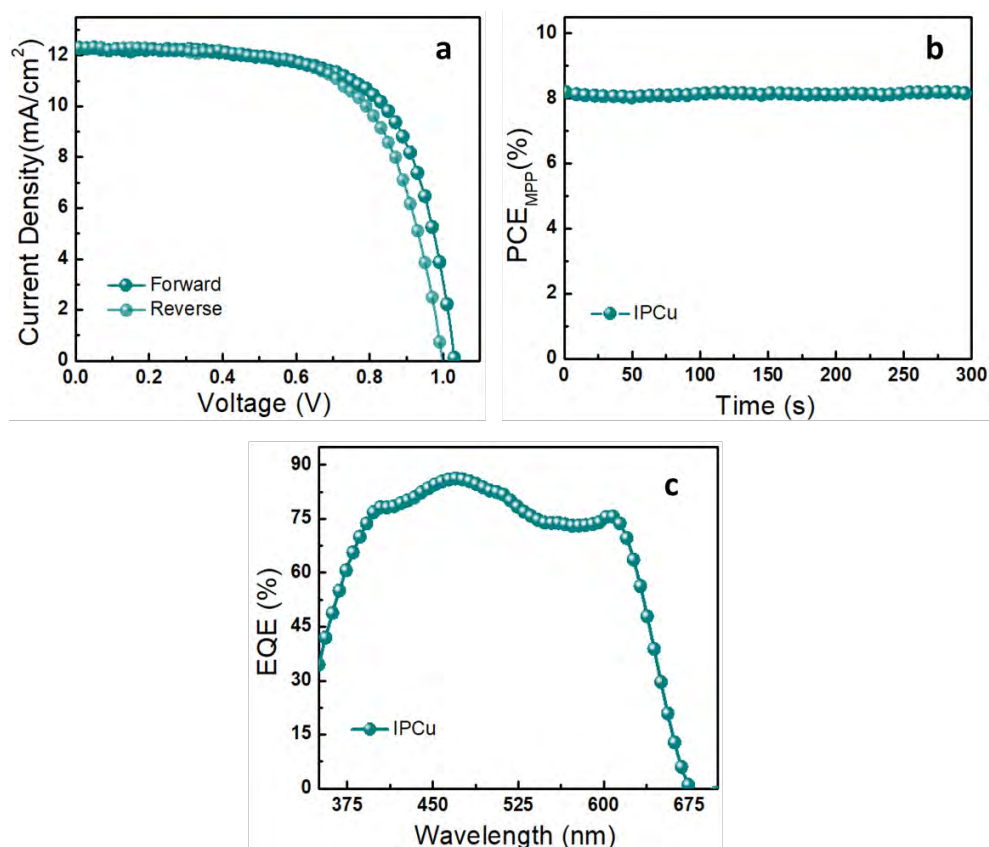 a
Current Density(mA/cm²)
12
10
8
6
4
2
0
Forward
Reverse
0.0 0.2 0.4 0.6 0.8 1.0
Voltage (V)
b
PCE_MPP(%)
10
8
6
4
2
0
IPCu
0 50 100 150 200 250 300
Time (s)
c
EQE (%)
90
75
60
45
30
15
0
IPCu
375 450 525 600 675
Wavelength (nm)